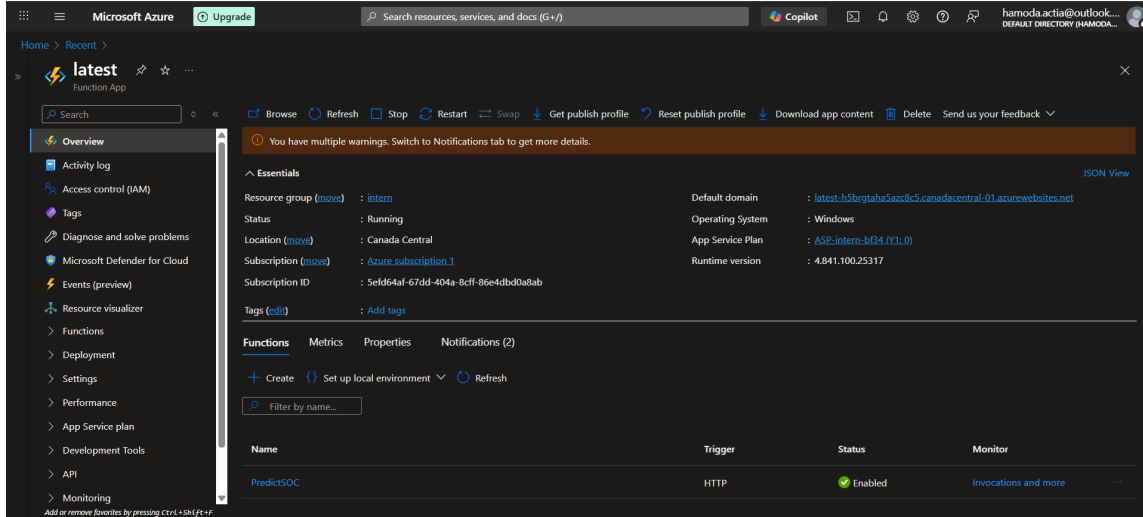 Microsoft Azure
Upgrade
Search resources, services, and docs (G+/)
Copilot
hamoda.actia@outlook....
DEFAULT DIRECTORY (HAMODA...
Home > Recent >
latest
Function App
Search
Browse Refresh Stop Restart Swap Get publish profile Reset publish profile Download app content Delete Send us your feedback
Overview
Activity log
Access control (IAM)
Tags
Diagnose and solve problems
Microsoft Defender for Cloud
Events (preview)
Resource visualizer
Functions
Deployment
Settings
Performance
App Service plan
Development Tools
API
Monitoring
Add or remove favorites by pressing Ctrl+Shift+F
You have multiple warnings. Switch to Notifications tab to get more details.
Essentials
JSON View
Resource group (move) : intern
Status : Running
Location (move) : Canada Central
Subscription (move) : Azure subscription 1
Subscription ID : 5efd64af-67dd-404a-8cff-86e4dbd0a8ab
Default domain : latest-h5brgtaha5azc8c5.canadacentral-01.azurewebsites.net
Operating System : Windows
App Service Plan : ASP-intern-bf34 (Y1: 0)
Runtime version : 4.841.100.25317
Tags (edit) : Add tags
Functions Metrics Properties Notifications (2)
Create Set up local environment Refresh
Filter by name...
Name Trigger Status Monitor
PredictSOC HTTP Enabled Invocations and more